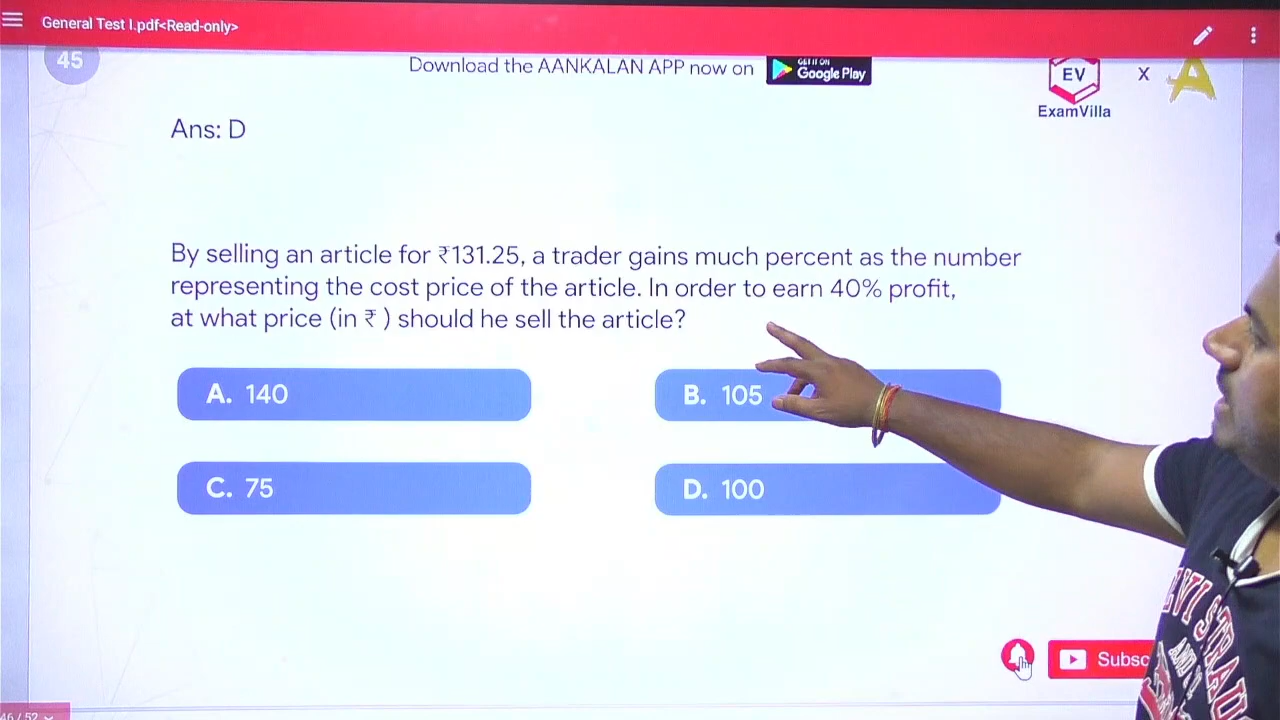 General Test I.pdf<Read-only>
45
Download the AANKALAN APP now on
GET IT ON
Google Play
EV
X
A
ExamVilla
Ans: D
By selling an article for ₹131.25, a trader gains much percent as the number
representing the cost price of the article. In order to earn 40% profit,
at what price (in ₹ ) should he sell the article?
A. 140
B. 105
C. 75
D. 100
Subsc
46 / 52